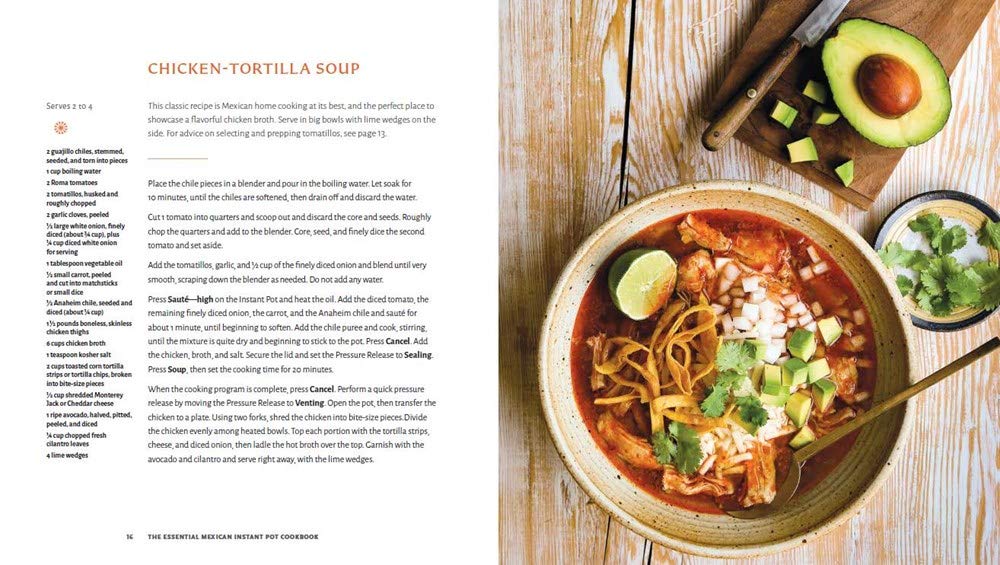 CHICKEN-TORTILLA SOUP
Serves 2 to 4
2 guajillo chiles, stemmed,
seeded, and torn into pieces
1 cup boiling water
2 Roma tomatoes
2 tomatillos, husked and
roughly chopped
2 garlic cloves, peeled
½ large white onion, finely
diced (about ¾ cup), plus
¼ cup diced white onion
for serving
1 tablespoon vegetable oil
½ small carrot, peeled
and cut into matchsticks
or small dice
½ Anaheim chile, seeded and
diced (about ¼ cup)
1½ pounds boneless, skinless
chicken thighs
6 cups chicken broth
1 teaspoon kosher salt
2 cups toasted corn tortilla
strips or tortilla chips, broken
into bite-size pieces
½ cup shredded Monterey
Jack or Cheddar cheese
1 ripe avocado, halved, pitted,
peeled, and diced
¼ cup chopped fresh
cilantro leaves
4 lime wedges
This classic recipe is Mexican home cooking at its best, and the perfect place to
showcase a flavorful chicken broth. Serve in big bowls with lime wedges on the
side. For advice on selecting and prepping tomatillos, see page 13.
Place the chile pieces in a blender and pour in the boiling water. Let soak for
10 minutes, until the chiles are softened, then drain off and discard the water.
Cut 1 tomato into quarters and scoop out and discard the core and seeds. Roughly
chop the quarters and add to the blender. Core, seed, and finely dice the second
tomato and set aside.
Add the tomatillos, garlic, and ½ cup of the finely diced onion and blend until very
smooth, scraping down the blender as needed. Do not add any water.
Press Sauté—high on the Instant Pot and heat the oil. Add the diced tomato, the
remaining finely diced onion, the carrot, and the Anaheim chile and sauté for
about 1 minute, until beginning to soften. Add the chile puree and cook, stirring,
until the mixture is quite dry and beginning to stick to the pot. Press Cancel. Add
the chicken, broth, and salt. Secure the lid and set the Pressure Release to Sealing.
Press Soup, then set the cooking time for 20 minutes.
When the cooking program is complete, press Cancel. Perform a quick pressure
release by moving the Pressure Release to Venting. Open the pot, then transfer the
chicken to a plate. Using two forks, shred the chicken into bite-size pieces.Divide
the chicken evenly among heated bowls. Top each portion with the tortilla strips,
cheese, and diced onion, then ladle the hot broth over the top. Garnish with the
avocado and cilantro and serve right away, with the lime wedges.
16 THE ESSENTIAL MEXICAN INSTANT POT COOKBOOK